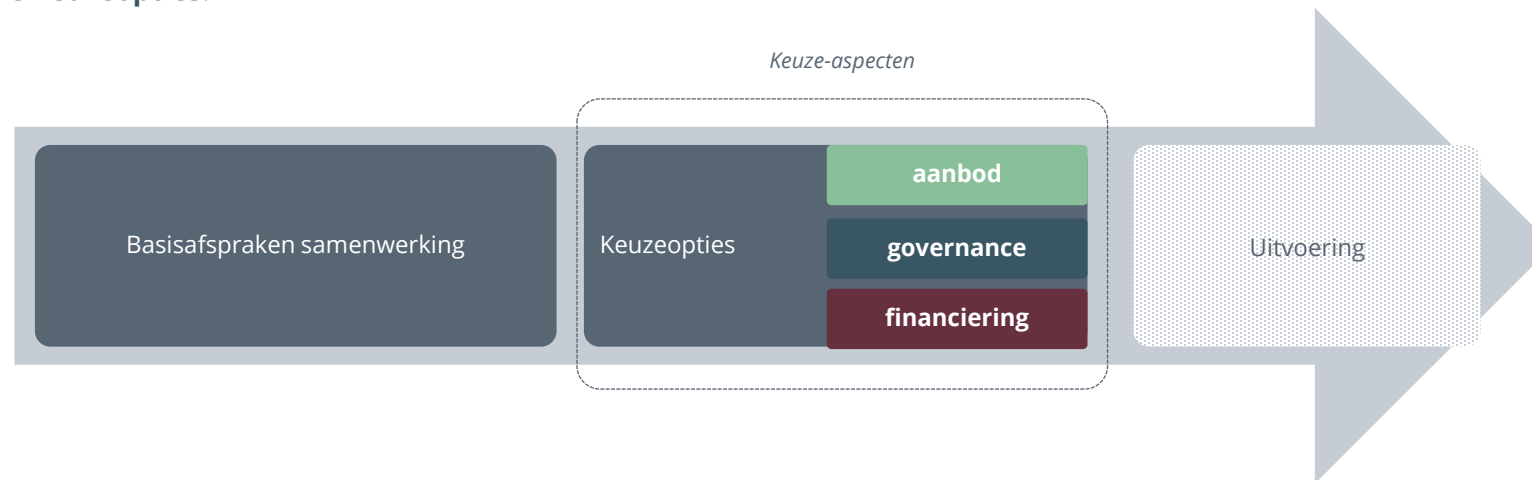 Keuze-aspecten
Basisafspraken samenwerking
Keuzeopties
aanbod
governance
financiering
Uitvoering